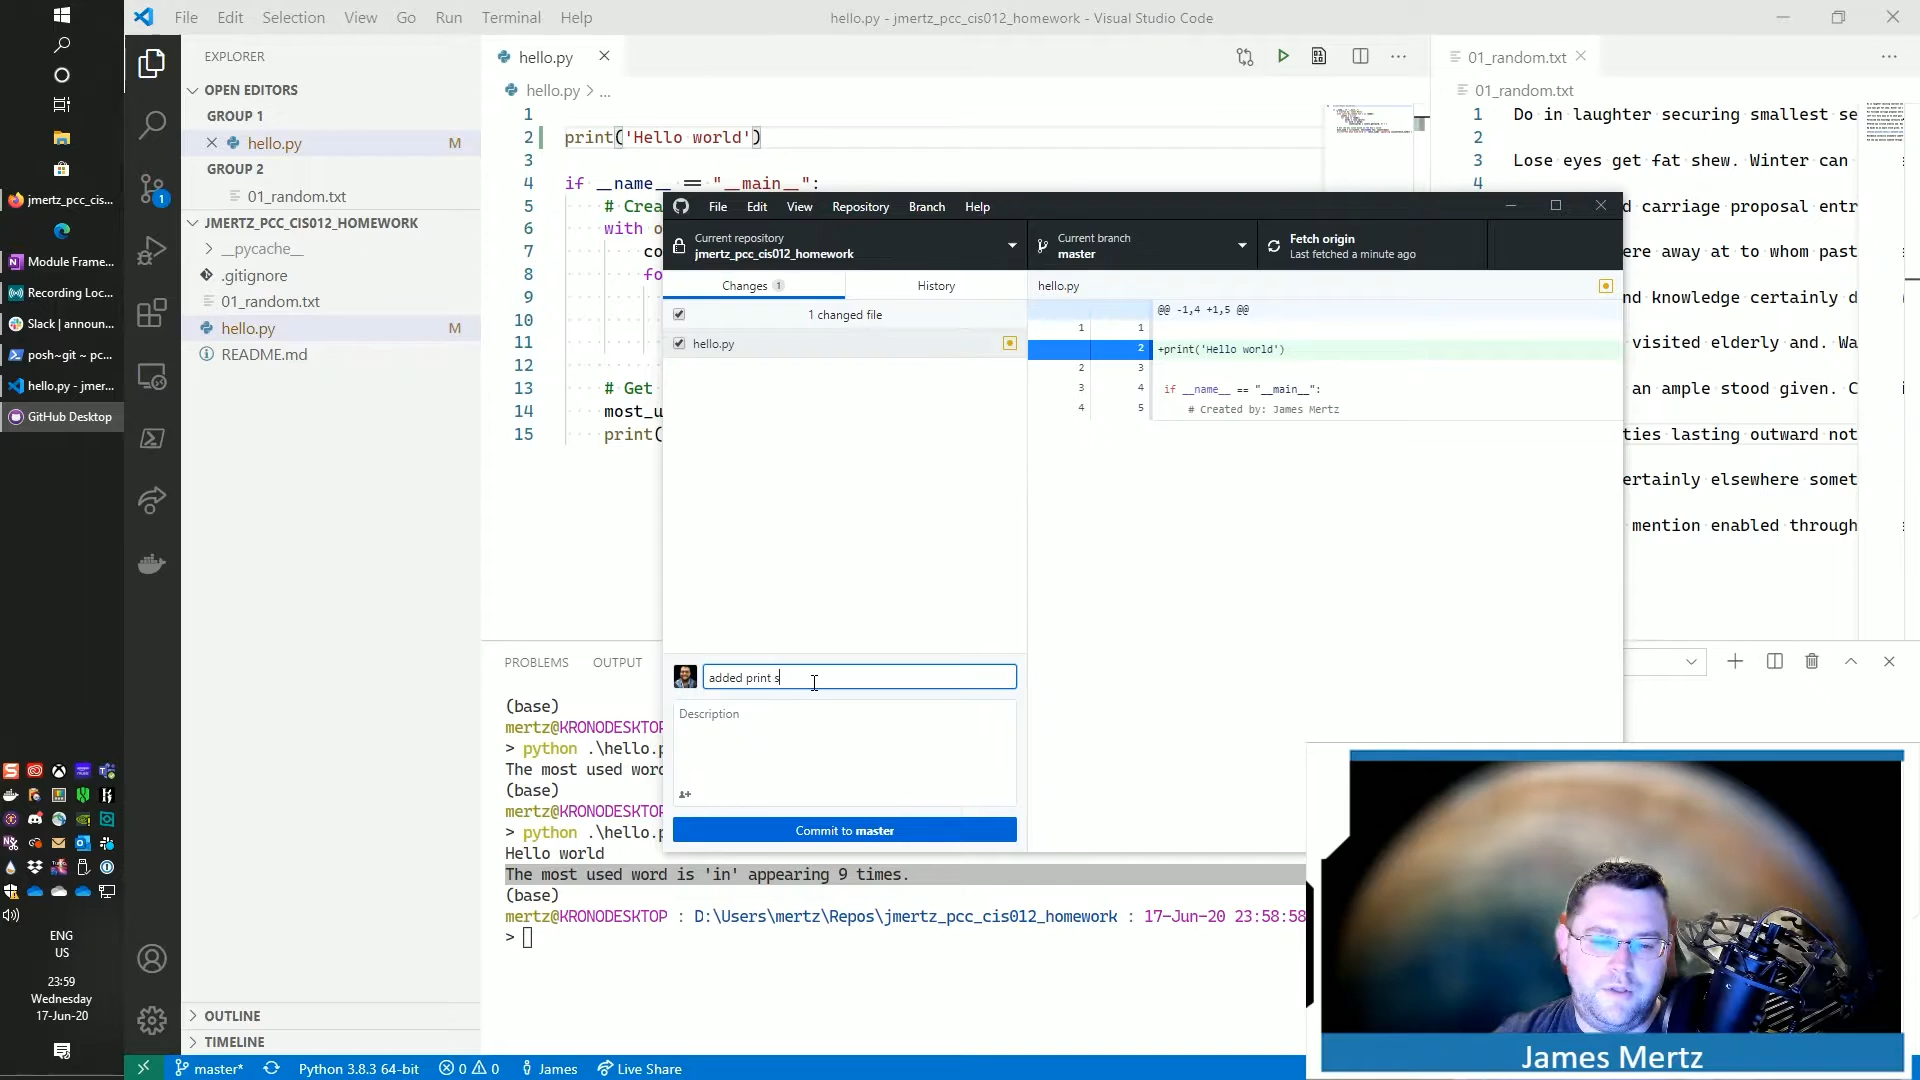 File Edit Selection View Go Run Terminal Help
hello.py - jmertz_pcc_cis012_homework - Visual Studio Code
jmertz_pcc_cis...
Module Frame...
Recording Loc...
Slack | announ...
posh~git ~ pc...
hello.py - jmer...
GitHub Desktop
ENG
US
23:59
Wednesday
17-Jun-20
EXPLORER
OPEN EDITORS
GROUP 1
hello.py M
GROUP 2
01_random.txt
JMERTZ_PCC_CIS012_HOMEWORK
__pycache__
.gitignore
01_random.txt
hello.py M
README.md
OUTLINE
TIMELINE
1
hello.py
hello.py > ...
1
2 print('Hello world')
3
4 if __name__ == "__main__":
5 # Crea
6 with o
7 co
8 fo
9
10
11
12
13 # Get
14 most_u
15 print(
01_random.txt
01_random.txt
1 Do in laughter securing smallest se
2
3 Lose eyes get fat shew. Winter can
4
d carriage proposal entr
ere away at to whom past
nd knowledge certainly d
visited elderly and. Wa
an ample stood given. C
ties lasting outward not
ertainly elsewhere somet
mention enabled through
File Edit View Repository Branch Help
Current repository
jmertz_pcc_cis012_homework
Current branch
master
Fetch origin
Last fetched a minute ago
Changes 1
History
hello.py
1 changed file
hello.py
@@ -1,4 +1,5 @@
1 1
2 +print('Hello world')
2 3
3 4 if __name__ == "__main__":
4 5 # Created by: James Mertz
added print s
Description
Commit to master
PROBLEMS OUTPUT
(base)
mertz@KRONODESKTOP
> python .\hello.p
The most used word
(base)
mertz@KRONODESKTOP
> python .\hello.p
Hello world
The most used word is 'in' appearing 9 times.
(base)
mertz@KRONODESKTOP : D:\Users\mertz\Repos\jmertz_pcc_cis012_homework : 17-Jun-20 23:58:58
>
James Mertz
master* Python 3.8.3 64-bit 0 0 James Live Share